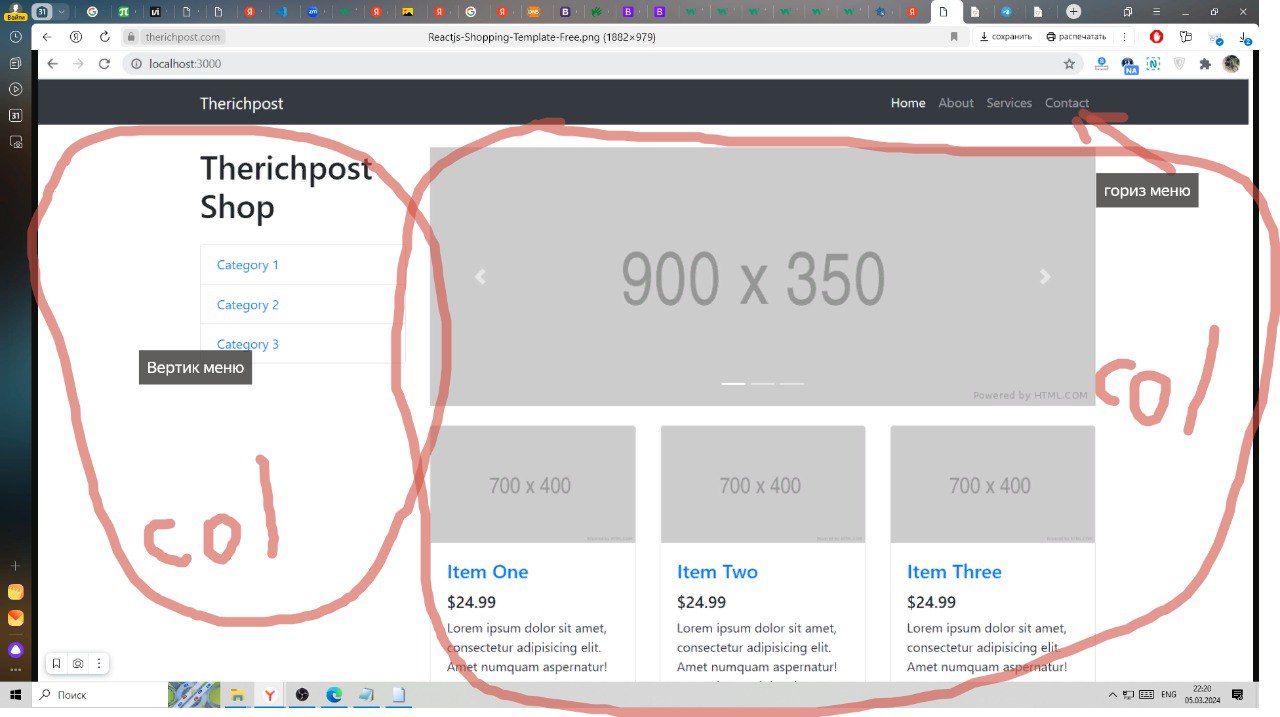 Войти
31
therichpost.com
Reactjs-Shopping-Template-Free.png (1882×979)
сохранить
распечатать
2
localhost:3000
NA
Therichpost
Home About Services Contact
Therichpost
Shop
гориз меню
Category 1
Category 2
Category 3
Вертик меню
900 x 350
Powered by HTML.COM
col
col
700 x 400
700 x 400
700 x 400
Item One
$24.99
Lorem ipsum dolor sit amet,
consectetur adipisicing elit.
Amet numquam aspernatur!
Item Two
$24.99
Lorem ipsum dolor sit amet,
consectetur adipisicing elit.
Amet numquam aspernatur!
Item Three
$24.99
Lorem ipsum dolor sit amet,
consectetur adipisicing elit.
Amet numquam aspernatur!
Поиск
ENG
22:20
05.03.2024